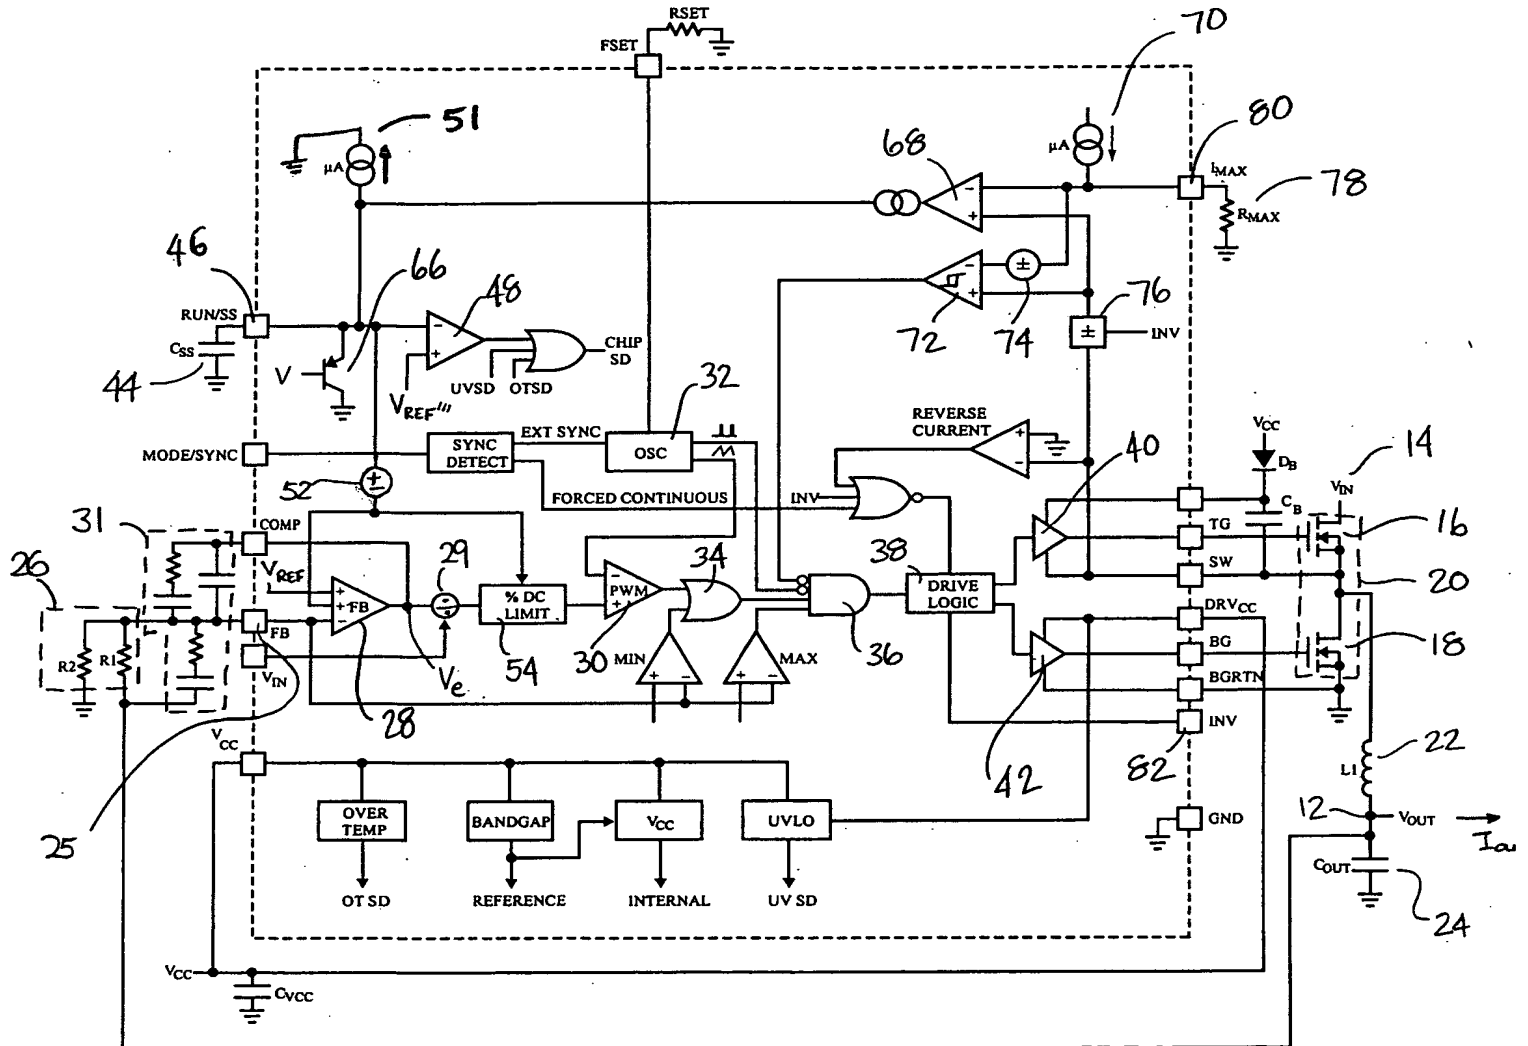 RSET
FSET
70
51
80
µA
µA
68
IMAX
78
RMAX
46
66
48
76
RUN/SS
72
74
INV
CSS
CHIP
SD
44
V
UVSD
OTSD
32
VREF'''
REVERSE
CURRENT
EXT SYNC
VCC
MODE/SYNC
SYNC
DETECT
OSC
40
DB
14
52
FORCED CONTINUOUS
INV
VIN
CB
31
COMP
TG
16
29
34
38
26
VREF
SW
FB
% DC
LIMIT
PWM
DRIVE
LOGIC
20
DRVCC
FB
30
BG
18
R2
R1
MIN
MAX
36
VIN
54
Ve
BGRTN
28
INV
VCC
42
82
22
L1
OVER
TEMP
BANDGAP
VCC
UVLO
GND
12
VOUT
25
Iou
COUT
OT SD
REFERENCE
INTERNAL
UV SD
24
VCC
CVCC